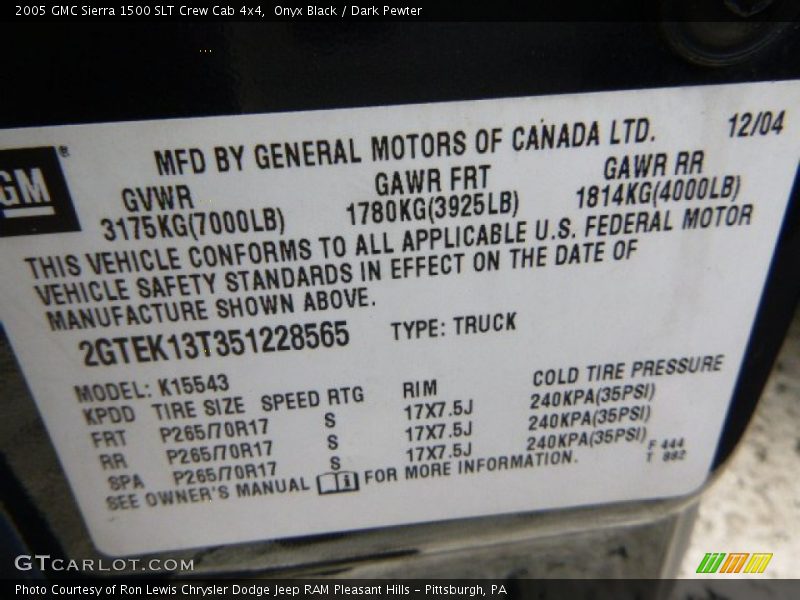 2005 GMC Sierra 1500 SLT Crew Cab 4x4,  Onyx Black / Dark Pewter
12/04
GM®
MFD BY GENERAL MOTORS OF CANADA LTD.
GVWR GAWR FRT GAWR RR
3175KG(7000LB) 1780KG(3925LB) 1814KG(4000LB)
THIS VEHICLE CONFORMS TO ALL APPLICABLE U.S. FEDERAL MOTOR
VEHICLE SAFETY STANDARDS IN EFFECT ON THE DATE OF
MANUFACTURE SHOWN ABOVE.
2GTEK13T351228565 TYPE: TRUCK
MODEL: K15543
KPDD TIRE SIZE SPEED RTG RIM COLD TIRE PRESSURE
FRT P265/70R17 S 17X7.5J 240KPA(35PSI)
RR P265/70R17 S 17X7.5J 240KPA(35PSI)
SPA P265/70R17 S 17X7.5J 240KPA(35PSI)
SEE OWNER'S MANUAL i FOR MORE INFORMATION.
F 444
T 882
GTCARLOT.COM
Photo Courtesy of Ron Lewis Chrysler Dodge Jeep RAM Pleasant Hills - Pittsburgh, PA